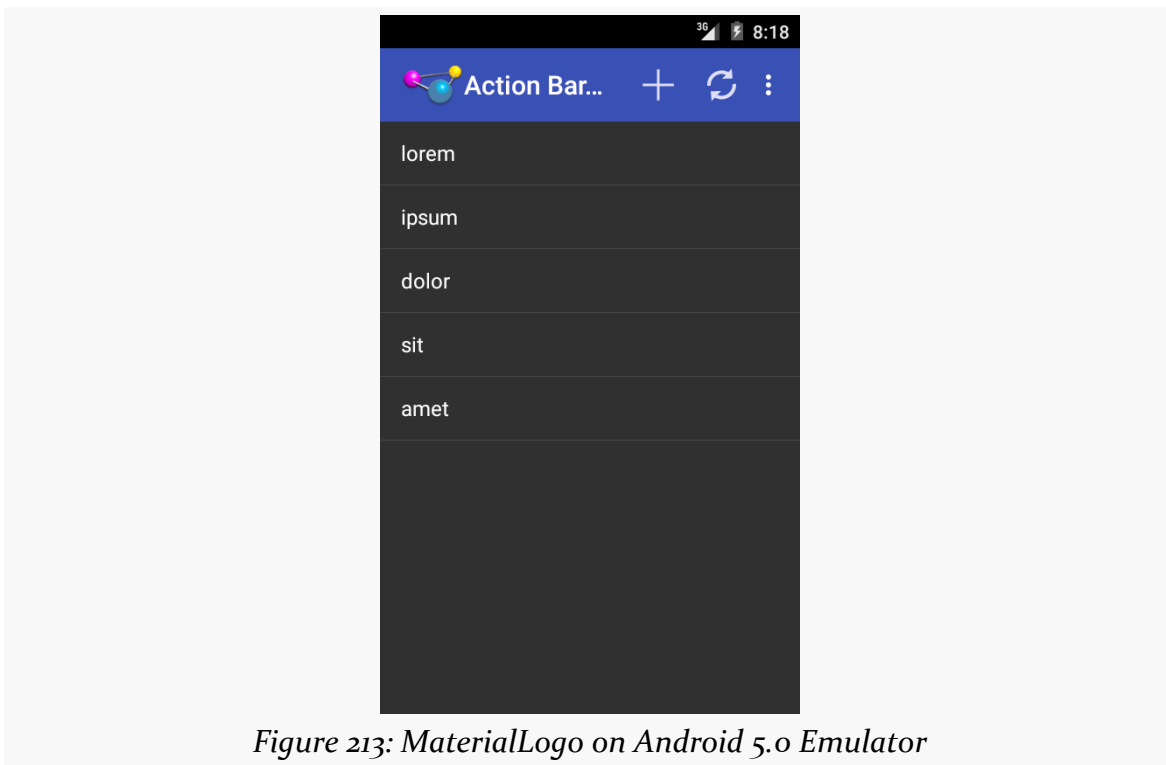 3G 8:18
Action Bar...
lorem
ipsum
dolor
sit
amet
Figure 213: MaterialLogo on Android 5.0 Emulator